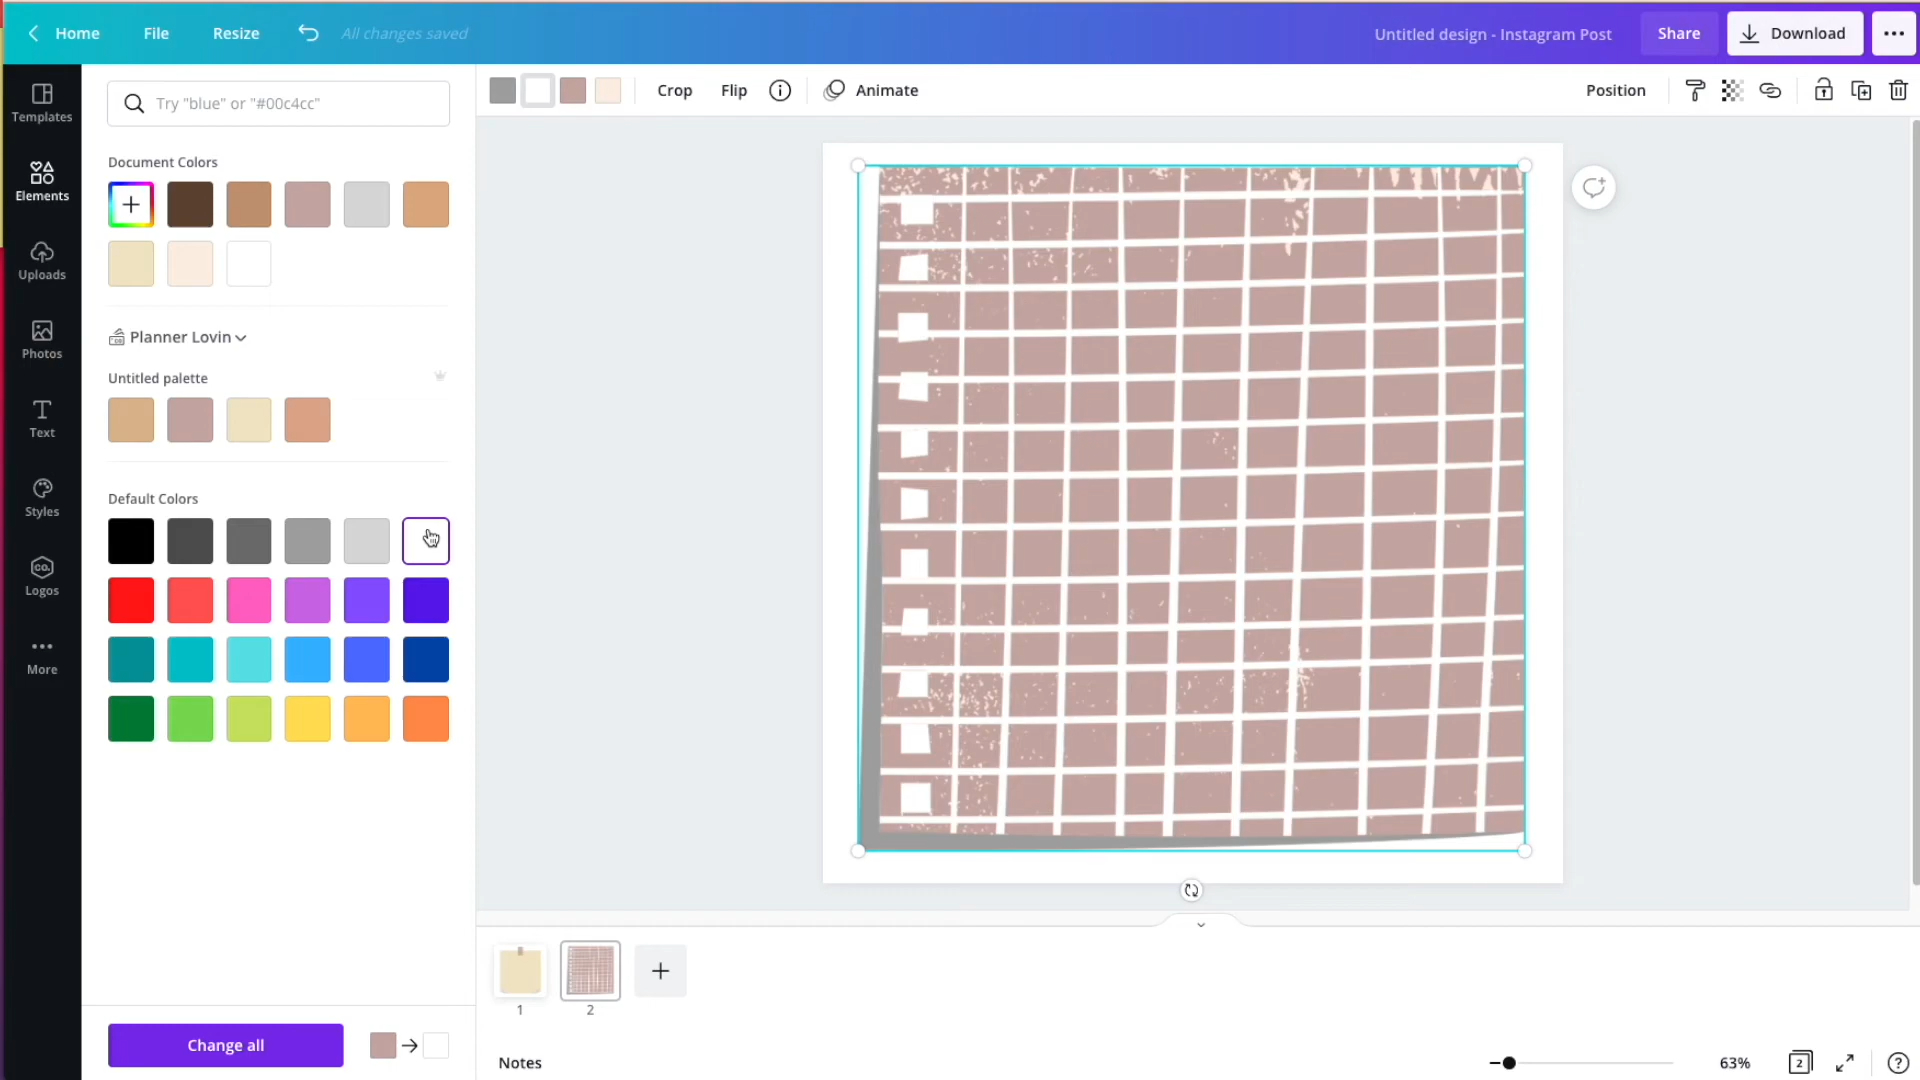 Home File Resize All changes saved Untitled design - Instagram Post Share Download
Templates
Elements
Uploads
Photos
Text
Styles
CO.
Logos
More
Try "blue" or "#00c4cc"
Document Colors
Planner Lovin
Untitled palette
Default Colors
Change all
Crop Flip Animate Position
1 2
Notes 63% 2 ?